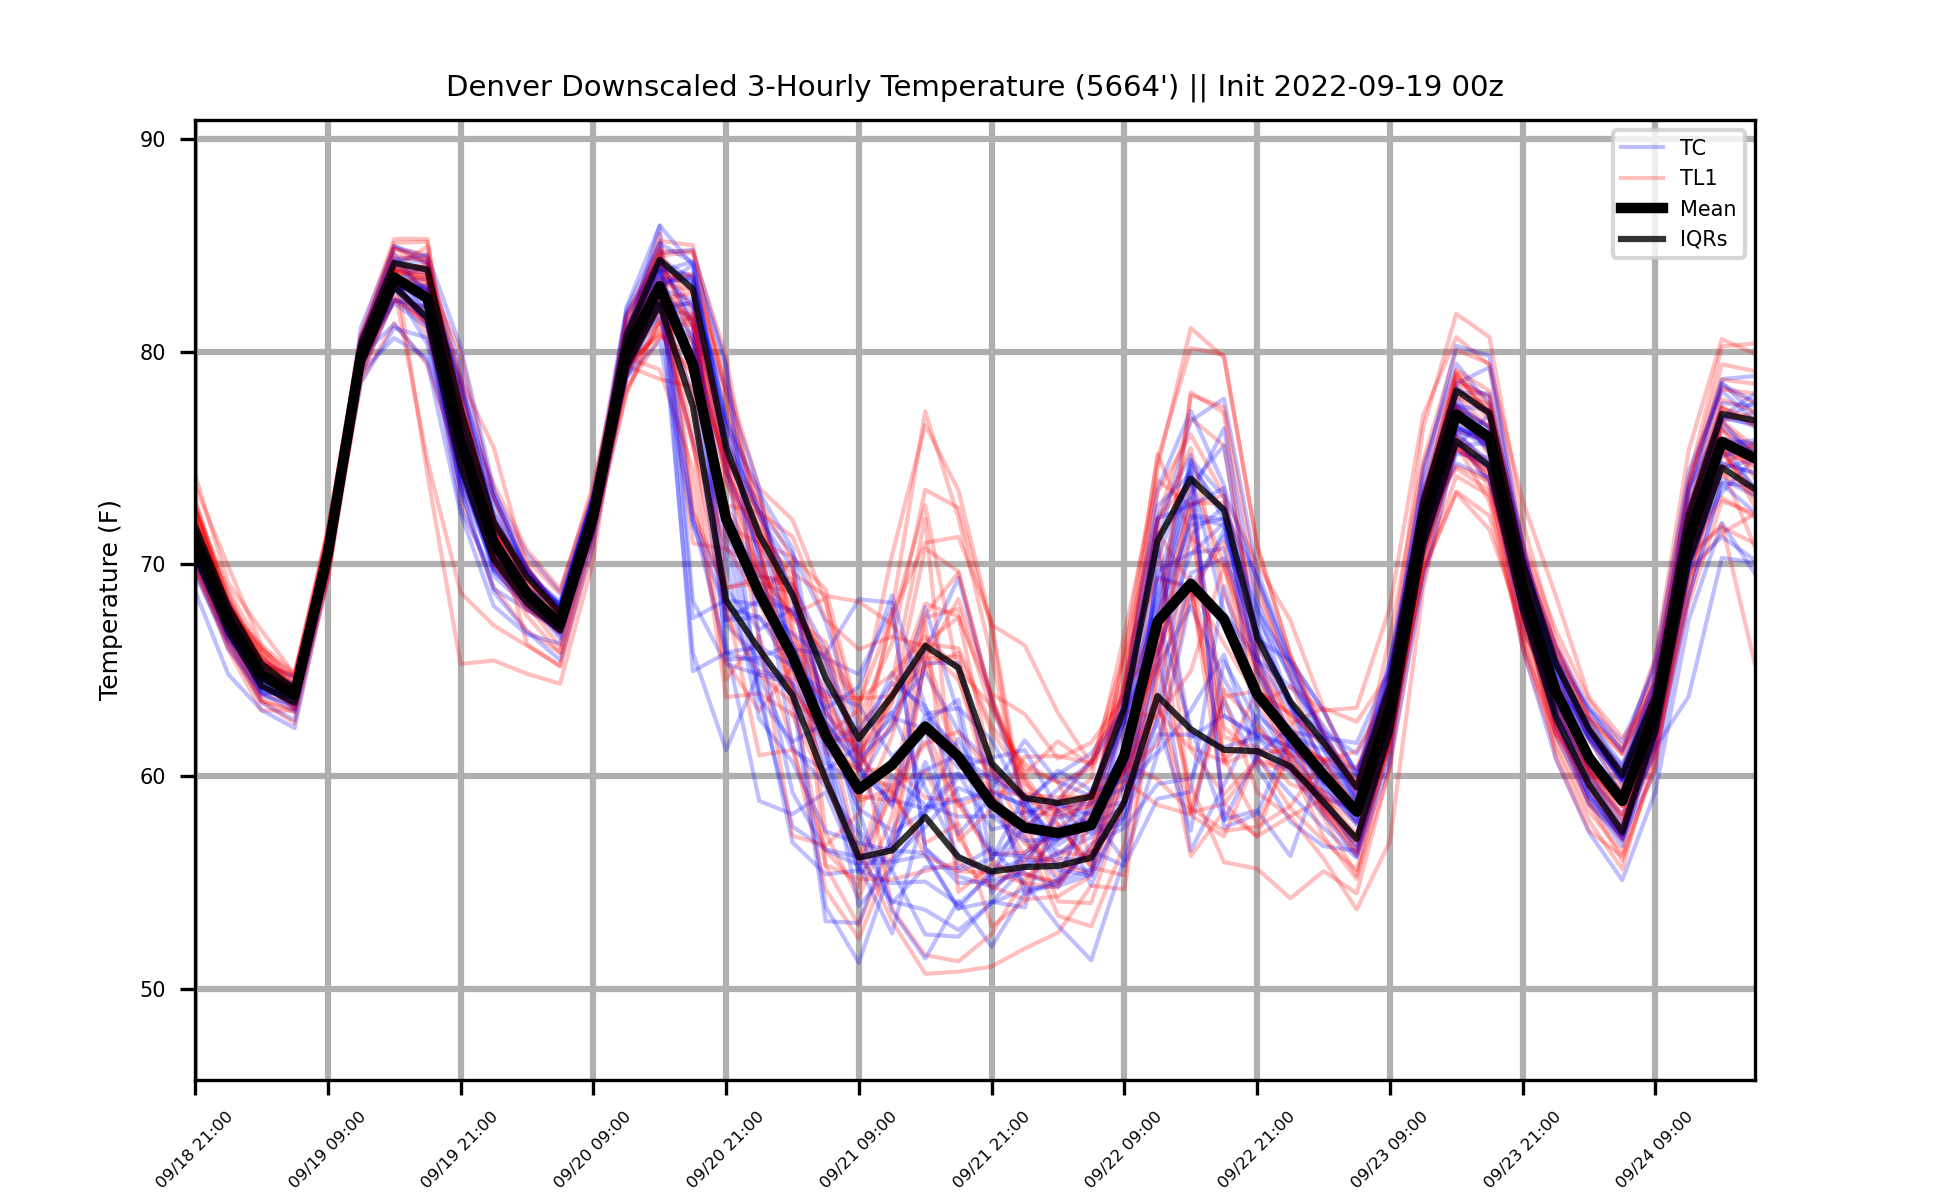 Denver Downscaled 3-Hourly Temperature (5664') || Init 2022-09-19 00z
TC
TL1
Mean
IQRs
Temperature (F)
90
80
70
60
50
09/18 21:00
09/19 09:00
09/19 21:00
09/20 09:00
09/20 21:00
09/21 09:00
09/21 21:00
09/22 09:00
09/22 21:00
09/23 09:00
09/23 21:00
09/24 09:00